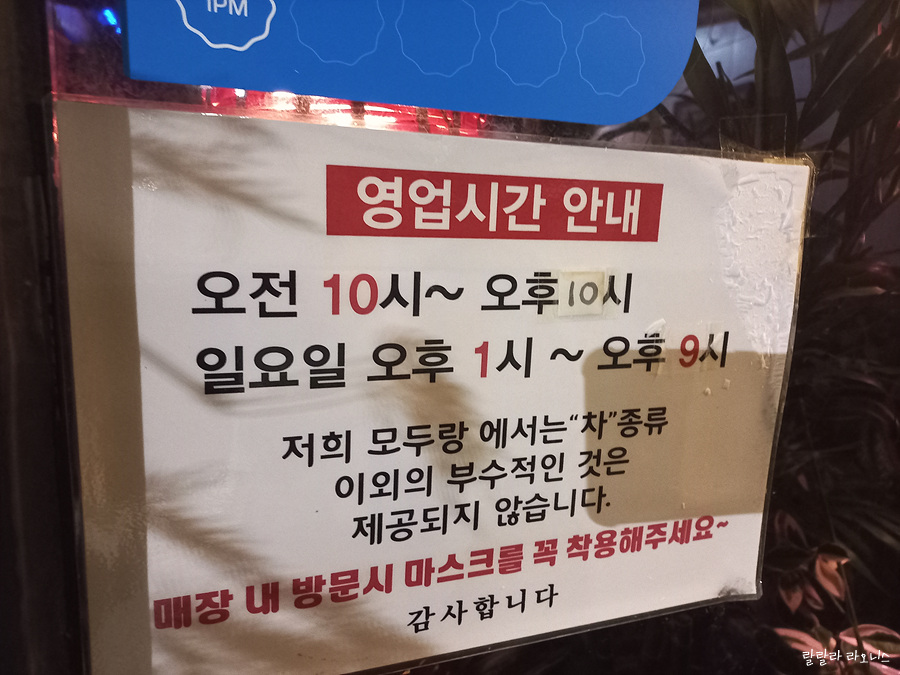 1PM
영업시간 안내
오전 10시~ 오후 10시
일요일 오후 1시 ~ 오후 9시
저희 모두랑 에서는“차”종류
이외의 부수적인 것은
제공되지 않습니다.
매장 내 방문시 마스크를 꼭 착용해주세요~
감사합니다
랄랄라 라오니스